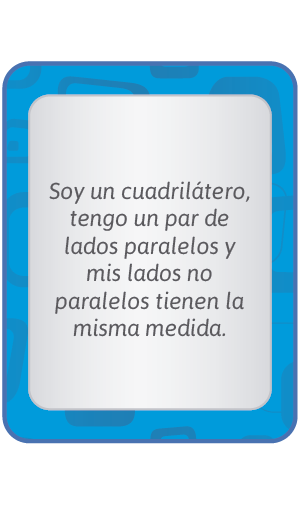 Soy un cuadrilátero,
tengo un par de
lados paralelos y
mis lados no
paralelos tienen la
misma medida.